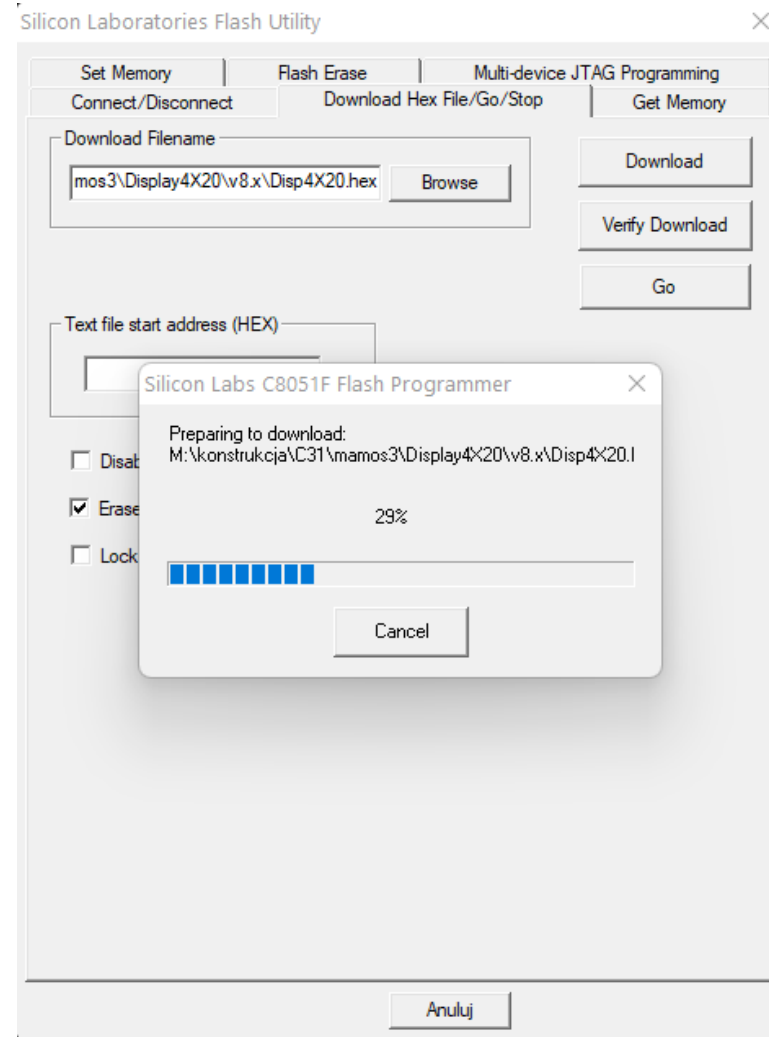 Silicon Laboratories Flash Utility
Set Memory
Flash Erase
Multi-device JTAG Programming
Connect/Disconnect
Download Hex File/Go/Stop
Get Memory
Download Filename
mos3\Display4X20\v8.x\Disp4X20.hex
Browse
Download
Verify Download
Go
Text file start address (HEX)
Silicon Labs C8051F Flash Programmer
Preparing to download:
M:\konstrukcja\C31\mamos3\Display4X20\v8.x\Disp4X20.
29%
Cancel
Disab
Erase
Lock
Anuluj